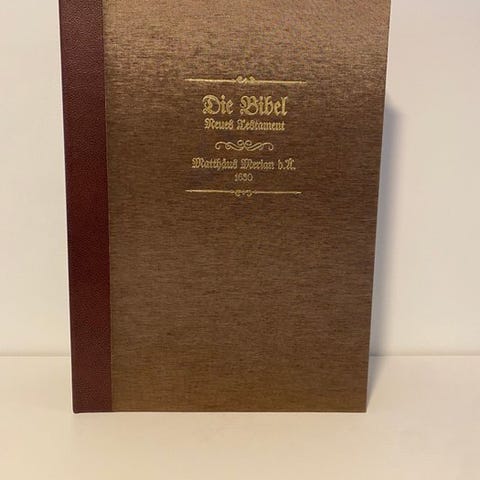 Die Bibel
Neues Testament
Matthäus Merian d.Ä.
1630